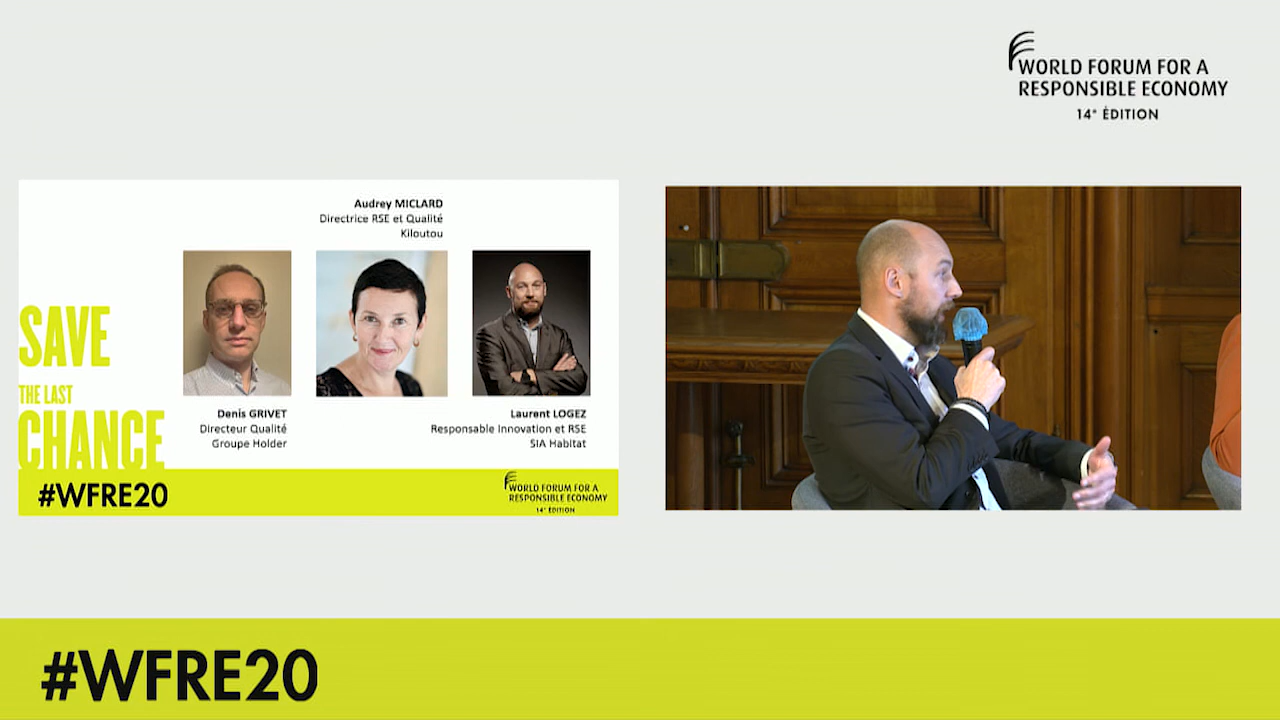 WORLD FORUM FOR A
RESPONSIBLE ECONOMY
14e ÉDITION
Audrey MICLARD
Directrice RSE et Qualité
Kiloutou
SAVE
THE LAST
CHANCE
Denis GRIVET
Directeur Qualité
Groupe Holder
Laurent LOGEZ
Responsable Innovation et RSE
SIA Habitat
#WFRE20
WORLD FORUM FOR A
RESPONSIBLE ECONOMY
14e ÉDITION
#WFRE20